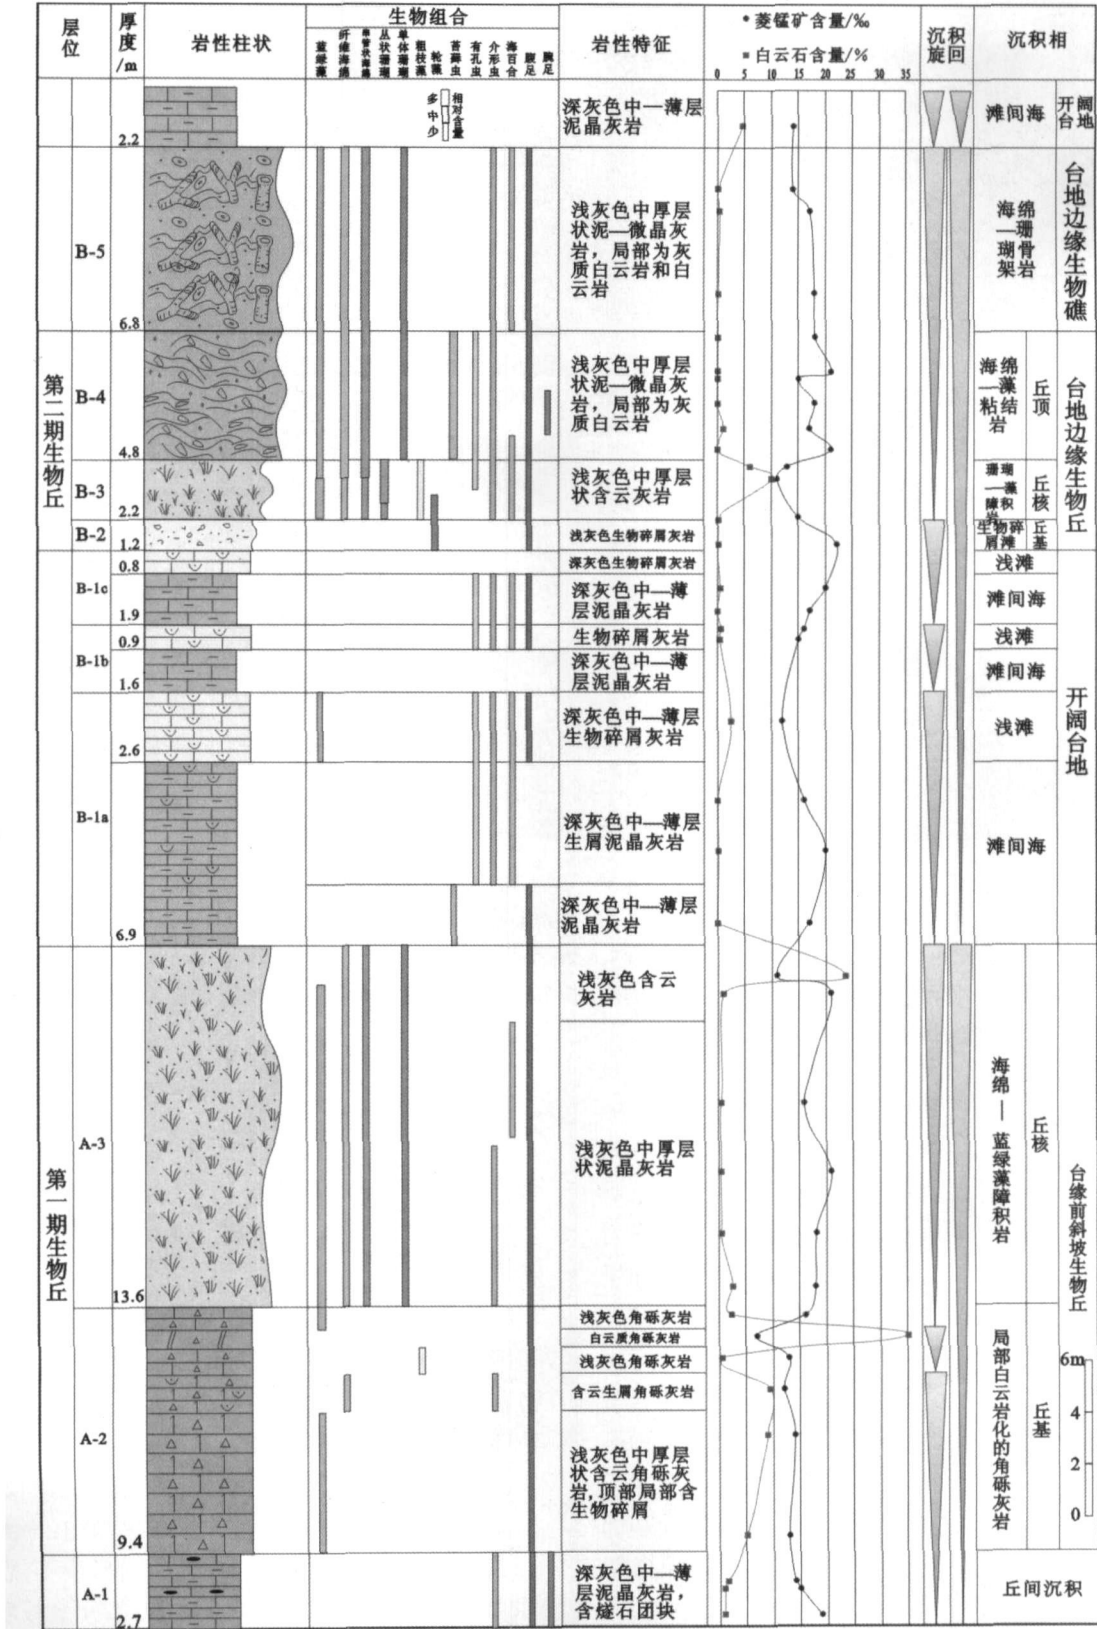 层位
厚度/m
岩性柱状
生物组合
蓝绿藻
纤维海绵
串管状海绵
丛状珊瑚
单体珊瑚
粗枝藻
轮藻
苔藓虫
有孔虫
介形虫
海百合
腹足
腕足
岩性特征
菱锰矿含量/‰
白云石含量/%
0 5 10 15 20 25 30 35
沉积旋回
沉积相
多
中
少
相对含量
2.2
深灰色中—薄层
泥晶灰岩
滩间海
开阔台地
第二期生物丘
B-5
6.8
浅灰色中厚层
状泥—微晶灰
岩，局部为灰
质白云岩和白
云岩
海绵
—珊
瑚骨
架岩
台地边缘生物礁
B-4
4.8
浅灰色中厚层
状泥—微晶灰
岩，局部为灰
质白云岩
海绵
—藻
粘结
岩
丘顶
台地边缘生物丘
B-3
2.2
浅灰色中厚层
状含云灰岩
珊瑚
—藻
障积
岩
丘核
B-2
1.2
浅灰色生物碎屑灰岩
生物碎
屑滩
丘基
0.8
深灰色生物碎屑灰岩
浅滩
B-1c
1.9
深灰色中—薄
层泥晶灰岩
滩间海
0.9
生物碎屑灰岩
浅滩
B-1b
1.6
深灰色中—薄
层泥晶灰岩
滩间海
开阔台地
2.6
深灰色中—薄层
生物碎屑灰岩
浅滩
B-1a
深灰色中—薄层
生屑泥晶灰岩
滩间海
6.9
深灰色中—薄层
泥晶灰岩
第一期生物丘
A-3
浅灰色含云
灰岩
浅灰色中厚层
状泥晶灰岩
13.6
海绵—蓝绿藻障积岩
丘核
台缘前斜坡生物丘
A-2
浅灰色角砾灰岩
白云质角砾灰岩
浅灰色角砾灰岩
含云生屑角砾灰岩
浅灰色中厚层
状含云角砾灰
岩,顶部局部含
生物碎屑
9.4
局部白云岩化的角砾灰岩
丘基
6m
4
2
0
A-1
2.7
深灰色中—薄
层泥晶灰岩，
含燧石团块
丘间沉积